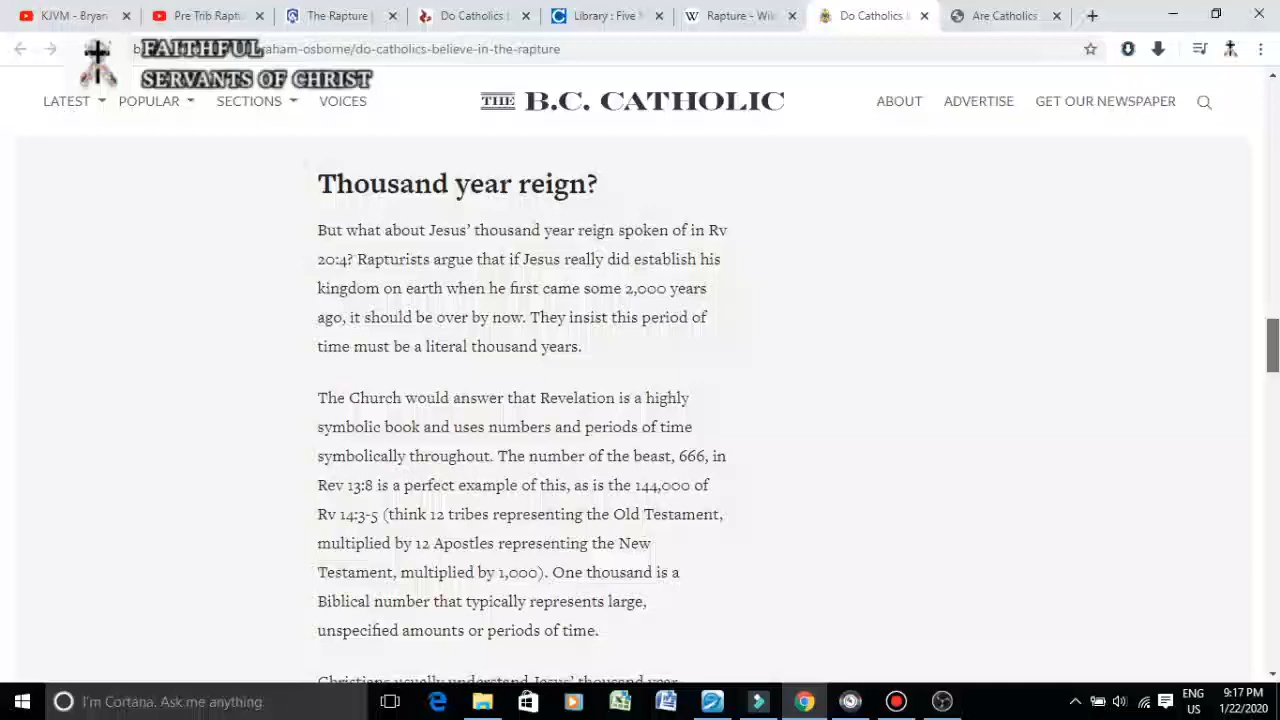 KJVM - Bryan
Pre Trib Raptu
The Rapture
Do Catholics
Library : Five
Rapture - Wik
Do Catholics
Are Catholics
raham-osborne/do-catholics-believe-in-the-rapture
FAITHFUL
SERVANTS OF CHRIST
LATEST POPULAR SECTIONS VOICES
THE B.C. CATHOLIC
ABOUT ADVERTISE GET OUR NEWSPAPER
Thousand year reign?
But what about Jesus’ thousand year reign spoken of in Rv
20:4? Rapturists argue that if Jesus really did establish his
kingdom on earth when he first came some 2,000 years
ago, it should be over by now. They insist this period of
time must be a literal thousand years.
The Church would answer that Revelation is a highly
symbolic book and uses numbers and periods of time
symbolically throughout. The number of the beast, 666, in
Rev 13:8 is a perfect example of this, as is the 144,000 of
Rv 14:3-5 (think 12 tribes representing the Old Testament,
multiplied by 12 Apostles representing the New
Testament, multiplied by 1,000). One thousand is a
Biblical number that typically represents large,
unspecified amounts or periods of time.
Christians usually understand Jesus’ thousand year
I'm Cortana. Ask me anything.
ENG
US
9:17 PM
1/22/2020